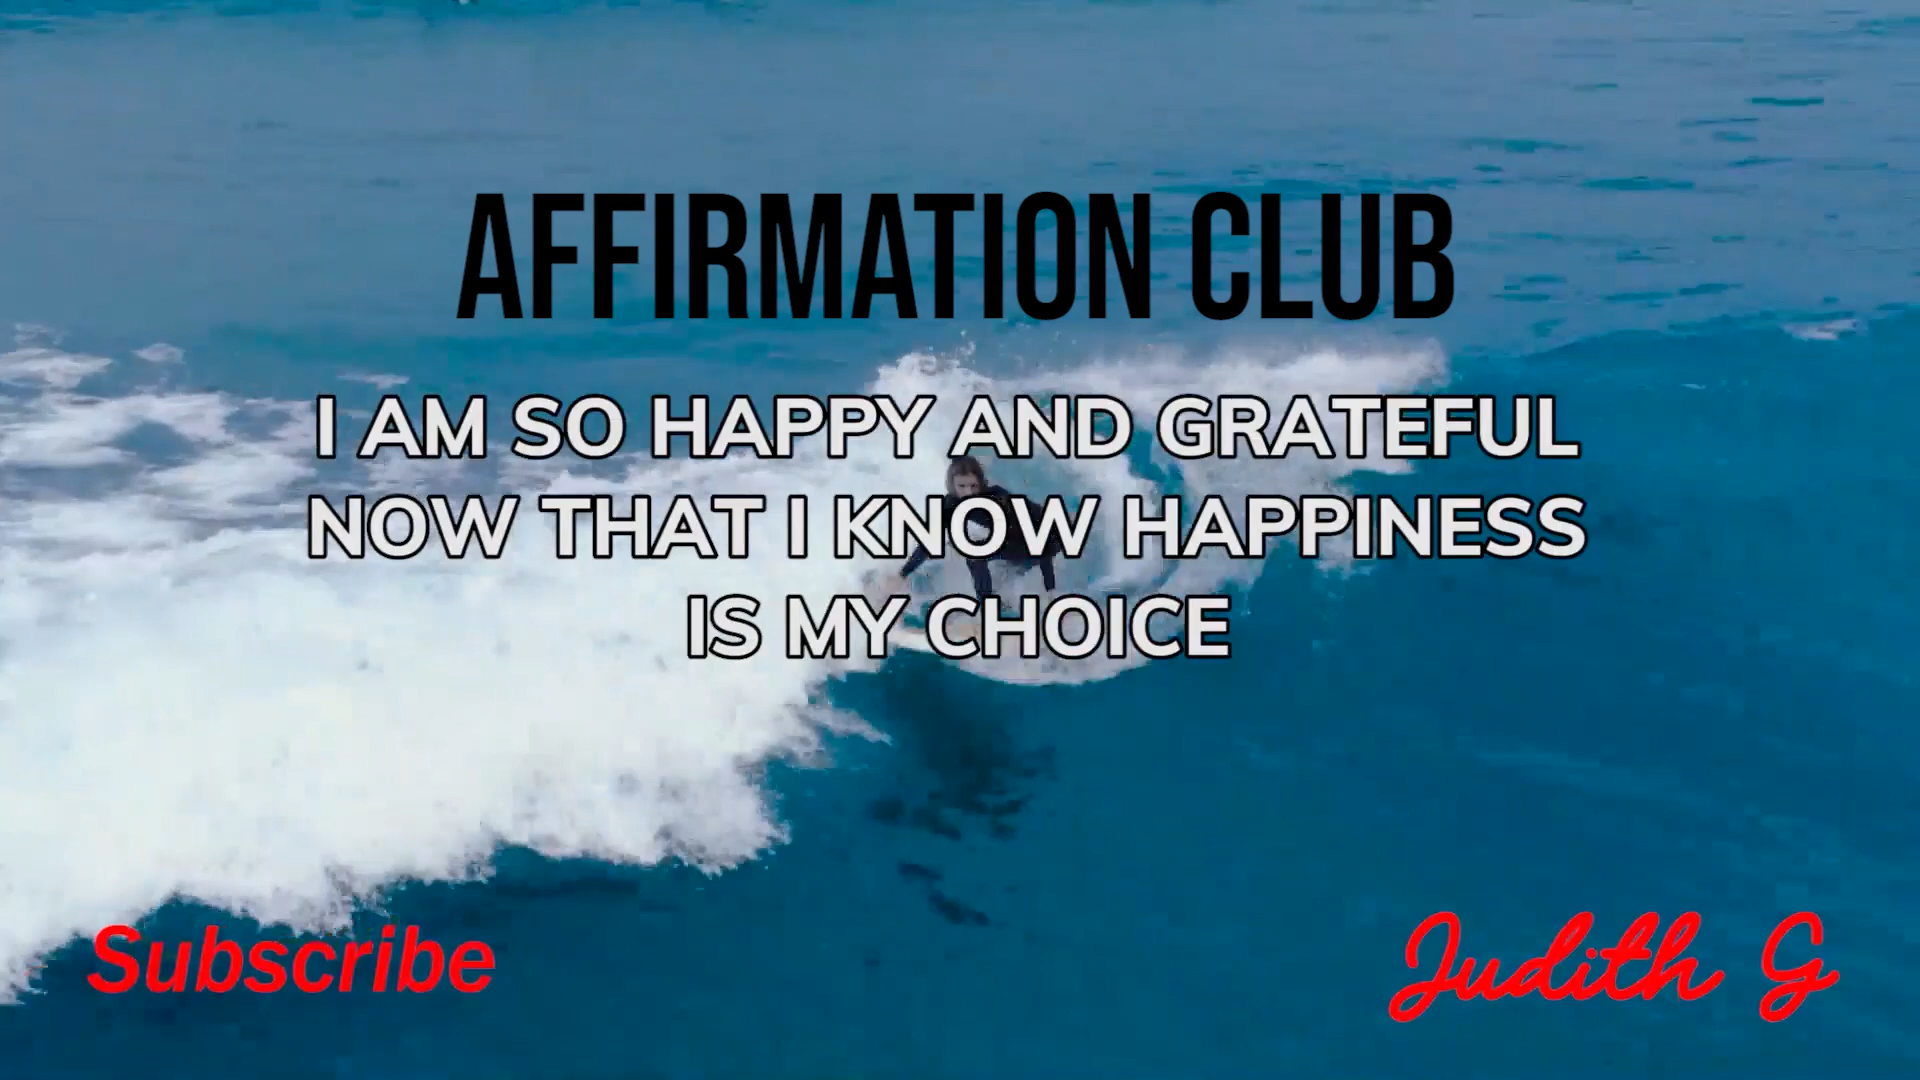 AFFIRMATION CLUB
I AM SO HAPPY AND GRATEFUL
NOW THAT I KNOW HAPPINESS
IS MY CHOICE
Subscribe
Judith G